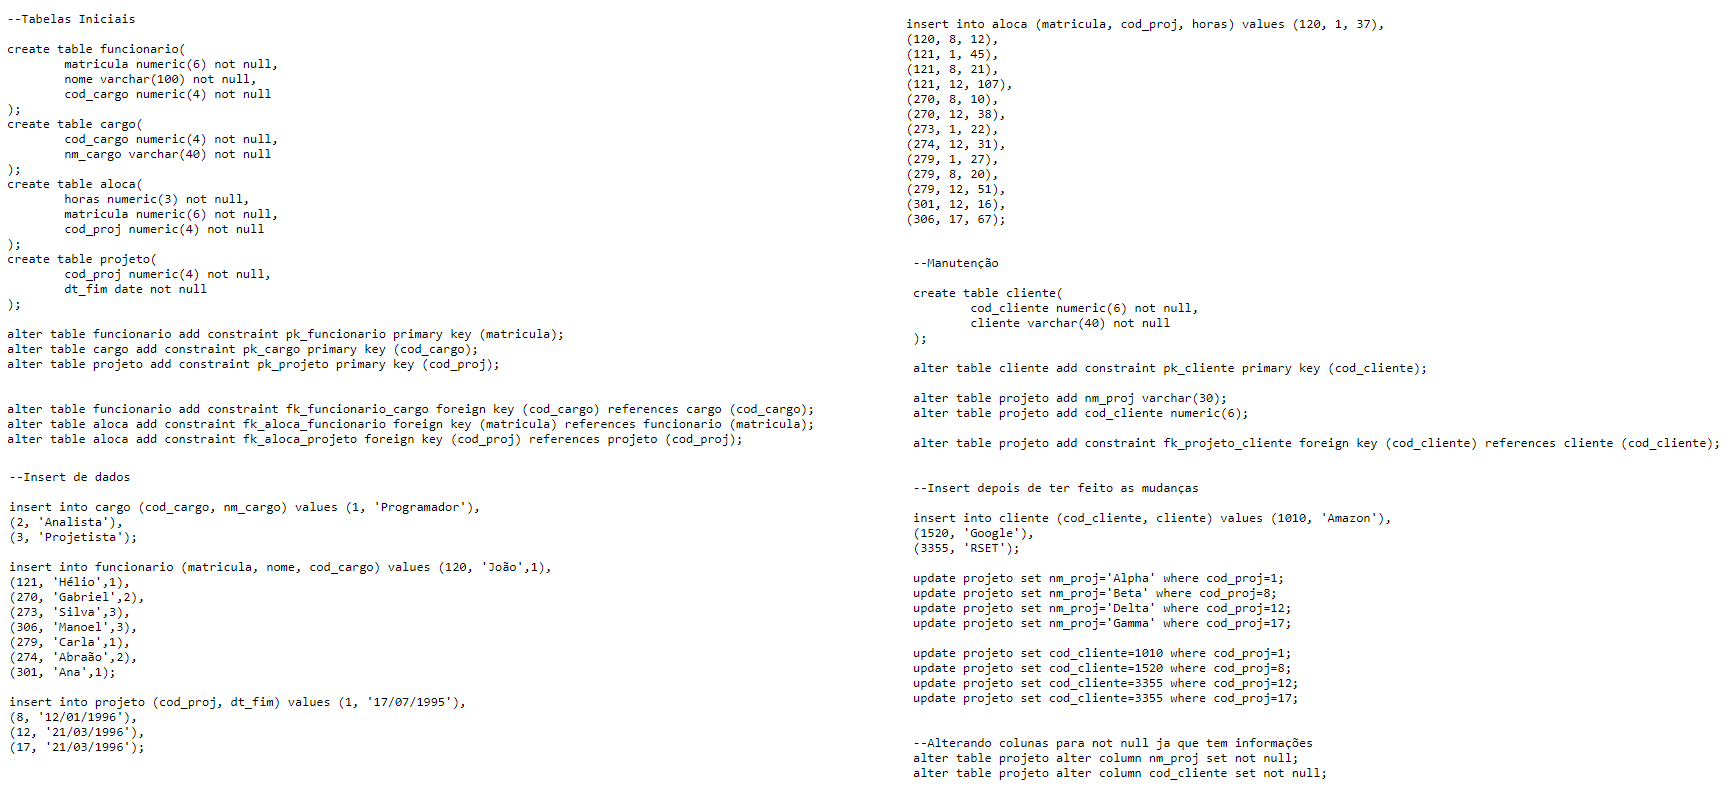 --Tabelas Iniciais
create table funcionario(
matricula numeric(6) not null,
nome varchar(100) not null,
cod_cargo numeric(4) not null
);
create table cargo(
cod_cargo numeric(4) not null,
nm_cargo varchar(40) not null
);
create table aloca(
horas numeric(3) not null,
matricula numeric(6) not null,
cod_proj numeric(4) not null
);
create table projeto(
cod_proj numeric(4) not null,
dt_fim date not null
);
alter table funcionario add constraint pk_funcionario primary key (matricula);
alter table cargo add constraint pk_cargo primary key (cod_cargo);
alter table projeto add constraint pk_projeto primary key (cod_proj);
alter table funcionario add constraint fk_funcionario_cargo foreign key (cod_cargo) references cargo (cod_cargo);
alter table aloca add constraint fk_aloca_funcionario foreign key (matricula) references funcionario (matricula);
alter table aloca add constraint fk_aloca_projeto foreign key (cod_proj) references projeto (cod_proj);
--Insert de dados
insert into cargo (cod_cargo, nm_cargo) values (1, 'Programador'),
(2, 'Analista'),
(3, 'Projetista');
insert into funcionario (matricula, nome, cod_cargo) values (120, 'João',1),
(121, 'Hélio',1),
(270, 'Gabriel',2),
(273, 'Silva',3),
(306, 'Manoel',3),
(279, 'Carla',1),
(274, 'Abraão',2),
(301, 'Ana',1);
insert into projeto (cod_proj, dt_fim) values (1, '17/07/1995'),
(8, '12/01/1996'),
(12, '21/03/1996'),
(17, '21/03/1996');
insert into aloca (matricula, cod_proj, horas) values (120, 1, 37),
(120, 8, 12),
(121, 1, 45),
(121, 8, 21),
(121, 12, 107),
(270, 8, 10),
(270, 12, 38),
(273, 1, 22),
(274, 12, 31),
(279, 1, 27),
(279, 8, 20),
(279, 12, 51),
(301, 12, 16),
(306, 17, 67);
--Manutenção
create table cliente(
cod_cliente numeric(6) not null,
cliente varchar(40) not null
);
alter table cliente add constraint pk_cliente primary key (cod_cliente);
alter table projeto add nm_proj varchar(30);
alter table projeto add cod_cliente numeric(6);
alter table projeto add constraint fk_projeto_cliente foreign key (cod_cliente) references cliente (cod_cliente);
--Insert depois de ter feito as mudanças
insert into cliente (cod_cliente, cliente) values (1010, 'Amazon'),
(1520, 'Google'),
(3355, 'RSET');
update projeto set nm_proj='Alpha' where cod_proj=1;
update projeto set nm_proj='Beta' where cod_proj=8;
update projeto set nm_proj='Delta' where cod_proj=12;
update projeto set nm_proj='Gamma' where cod_proj=17;
update projeto set cod_cliente=1010 where cod_proj=1;
update projeto set cod_cliente=1520 where cod_proj=8;
update projeto set cod_cliente=3355 where cod_proj=12;
update projeto set cod_cliente=3355 where cod_proj=17;
--Alterando colunas para not null ja que tem informações
alter table projeto alter column nm_proj set not null;
alter table projeto alter column cod_cliente set not null;